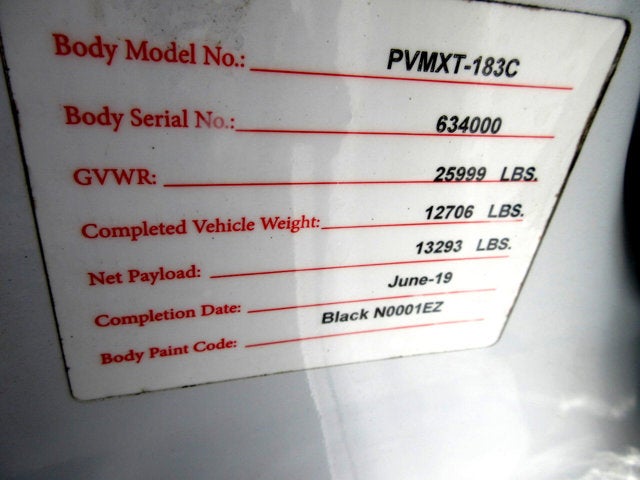 Body Model No.: PVMXT-183C
Body Serial No.: 634000
GVWR: 25999 LBS.
Completed Vehicle Weight: 12706 LBS.
Net Payload: 13293 LBS.
Completion Date: June-19
Body Paint Code: Black N0001EZ